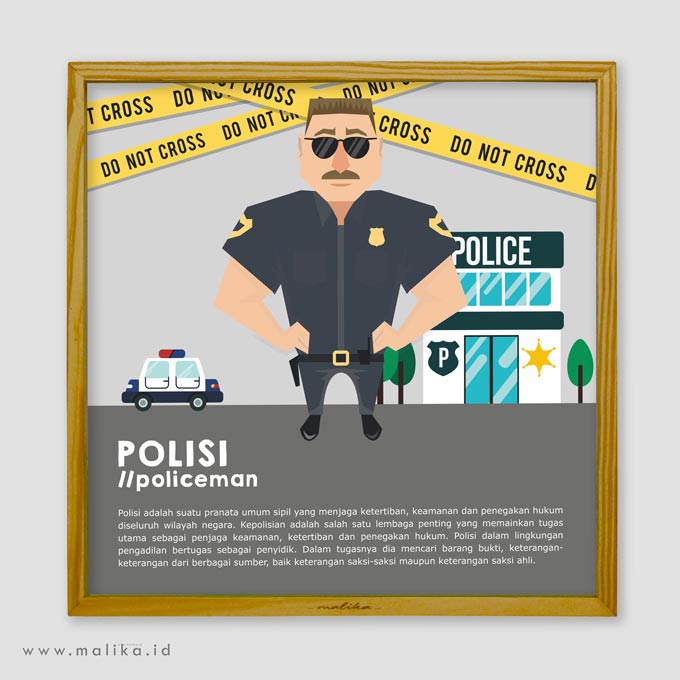 T CROSS DO NOT CROSS DO NOT
DO NOT CROSS DO NOT C
CROSS DO NOT CROSS D
POLICE
P
POLISI
//policeman
Polisi adalah suatu pranata umum sipil yang menjaga ketertiban, keamanan dan penegakan hukum
diseluruh wilayah negara. Kepolisian adalah salah satu lembaga penting yang memainkan tugas
utama sebagai penjaga keamanan, ketertiban dan penegakan hukum. Polisi dalam lingkungan
pengadilan bertugas sebagai penyidik. Dalam tugasnya dia mencari barang bukti, keterangan-
keterangan dari berbagai sumber, baik keterangan saksi-saksi maupun keterangan saksi ahli.
malika
www.malika.id